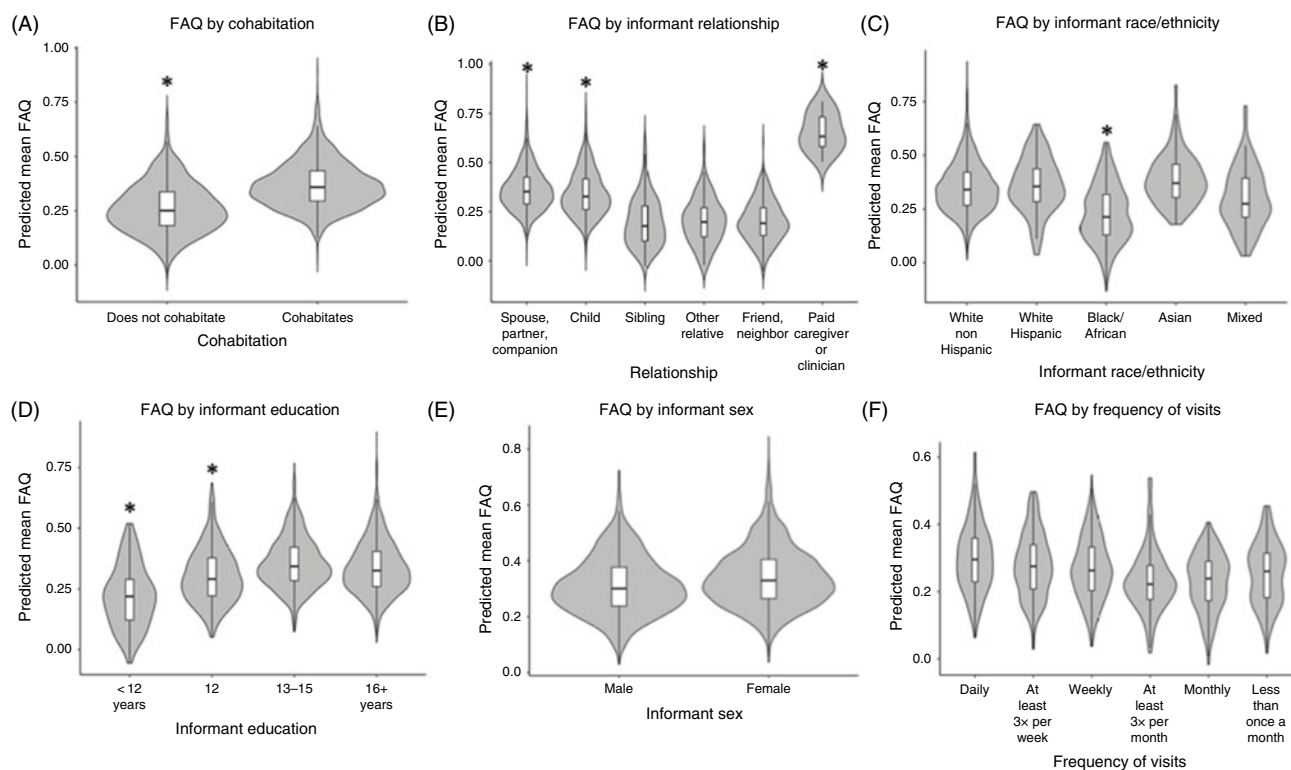 (A)
FAQ by cohabitation
Predicted mean FAQ
1.00
0.75
0.50
0.25
0.00
*
Does not cohabitate
Cohabitates
Cohabitation
(B)
FAQ by informant relationship
Predicted mean FAQ
1.00
0.75
0.50
0.25
0.00
*
*
*
Spouse,
partner,
companion
Child
Sibling
Other
relative
Friend,
neighbor
Paid
caregiver
or
clinician
Relationship
(C)
FAQ by informant race/ethnicity
Predicted mean FAQ
0.75
0.50
0.25
0.00
*
White
non
Hispanic
White
Hispanic
Black/
African
Asian
Mixed
Informant race/ethnicity
(D)
FAQ by informant education
Predicted mean FAQ
0.75
0.50
0.25
0.00
*
*
< 12
years
12
13–15
16+
years
Informant education
(E)
FAQ by informant sex
Predicted mean FAQ
0.8
0.6
0.4
0.2
0.0
Male
Female
Informant sex
(F)
FAQ by frequency of visits
Predicted mean FAQ
0.6
0.4
0.2
0.0
Daily
At
least
3× per
week
Weekly
At
least
3× per
month
Monthly
Less
than
once a
month
Frequency of visits